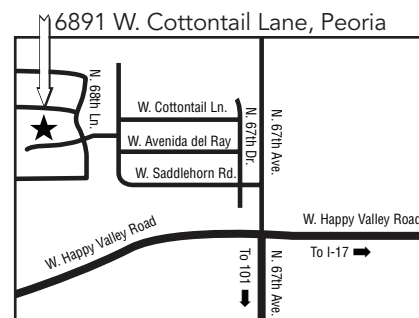 6891 W. Cottontail Lane, Peoria
N. 68th Ln.
W. Cottontail Ln.
W. Avenida del Ray
W. Saddlehorn Rd.
N. 67th Dr.
N. 67th Ave.
W. Happy Valley Road
W. Happy Valley Road
To I-17
To 101
N. 67th Ave.